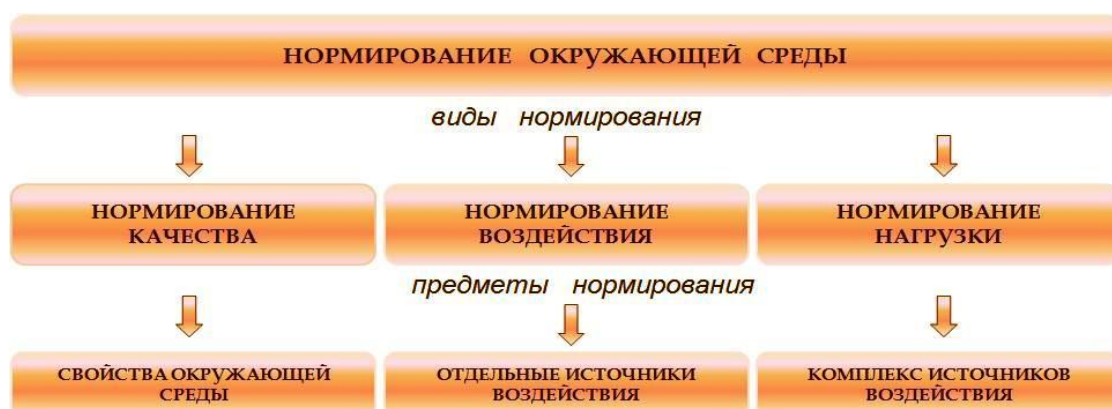 НОРМИРОВАНИЕ ОКРУЖАЮЩЕЙ СРЕДЫ
виды нормирования
НОРМИРОВАНИЕ
КАЧЕСТВА
НОРМИРОВАНИЕ
ВОЗДЕЙСТВИЯ
НОРМИРОВАНИЕ
НАГРУЗКИ
предметы нормирования
СВОЙСТВА ОКРУЖАЮЩЕЙ
СРЕДЫ
ОТДЕЛЬНЫЕ ИСТОЧНИКИ
ВОЗДЕЙСТВИЯ
КОМПЛЕКС ИСТОЧНИКОВ
ВОЗДЕЙСТВИЯ